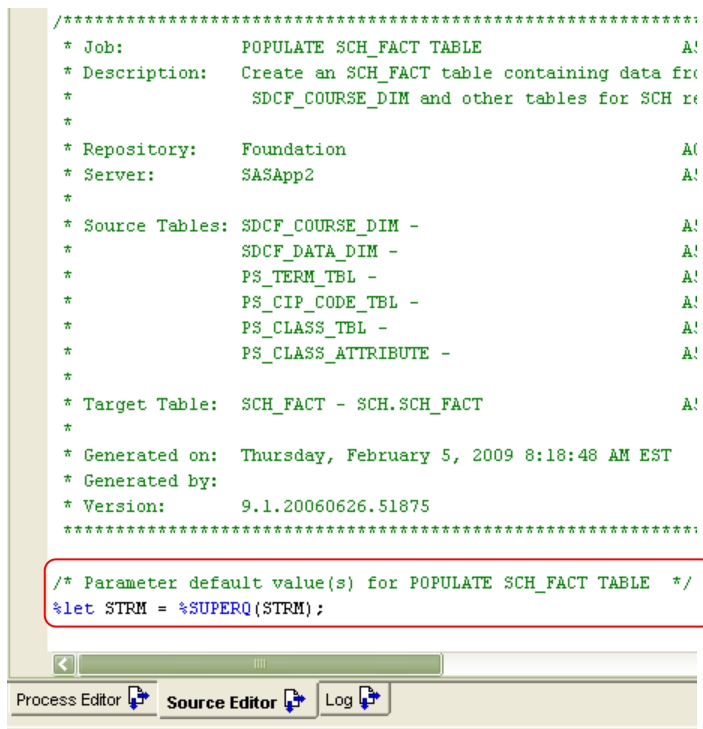 /************************************************************
* Job: POPULATE SCH_FACT TABLE
* Description: Create an SCH_FACT table containing data
* SDCF_COURSE_DIM and other tables for SCH
*
* Repository: Foundation
* Server: SASApp2
*
* Source Tables: SDCF_COURSE_DIM -
* SDCF_DATA_DIM -
* PS_TERM_TBL -
* PS_CIP_CODE_TBL -
* PS_CLASS_TBL -
* PS_CLASS_ATTRIBUTE -
*
* Target Table: SCH_FACT - SCH.SCH_FACT
*
* Generated on: Thursday, February 5, 2009 8:18:48 AM EST
* Generated by:
* Version: 9.1.20060626.51875
************************************************************
/* Parameter default value(s) for POPULATE SCH_FACT TABLE */
%let STRM = %SUPERQ(STRM);
Process Editor Source Editor Log